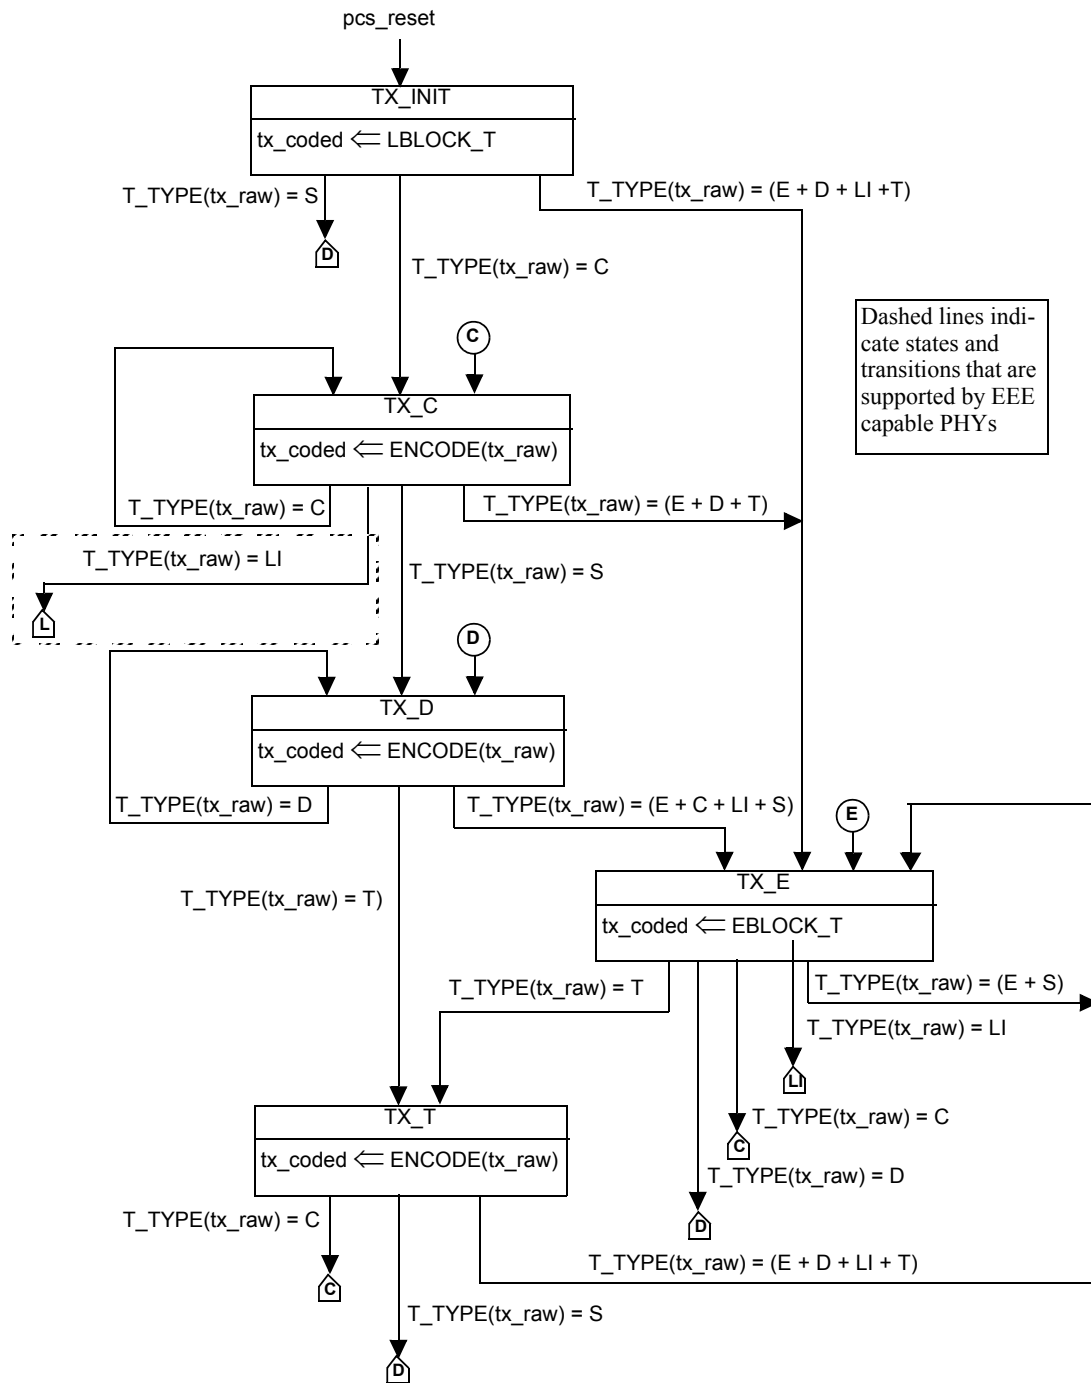 pcs_reset
TX_INIT
tx_coded ⇐ LBLOCK_T
T_TYPE(tx_raw) = S
T_TYPE(tx_raw) = (E + D + LI +T)
D
T_TYPE(tx_raw) = C
Dashed lines indi-
cate states and
transitions that are
supported by EEE
capable PHYs
C
TX_C
tx_coded ⇐ ENCODE(tx_raw)
T_TYPE(tx_raw) = C
T_TYPE(tx_raw) = (E + D + T)
T_TYPE(tx_raw) = LI
T_TYPE(tx_raw) = S
L
D
TX_D
tx_coded ⇐ ENCODE(tx_raw)
T_TYPE(tx_raw) = D
T_TYPE(tx_raw) = (E + C + LI + S)
E
TX_E
T_TYPE(tx_raw) = T)
tx_coded ⇐ EBLOCK_T
T_TYPE(tx_raw) = T
T_TYPE(tx_raw) = (E + S)
T_TYPE(tx_raw) = LI
LI
T_TYPE(tx_raw) = C
C
TX_T
tx_coded ⇐ ENCODE(tx_raw)
T_TYPE(tx_raw) = D
D
T_TYPE(tx_raw) = C
T_TYPE(tx_raw) = (E + D + LI + T)
C
T_TYPE(tx_raw) = S
D